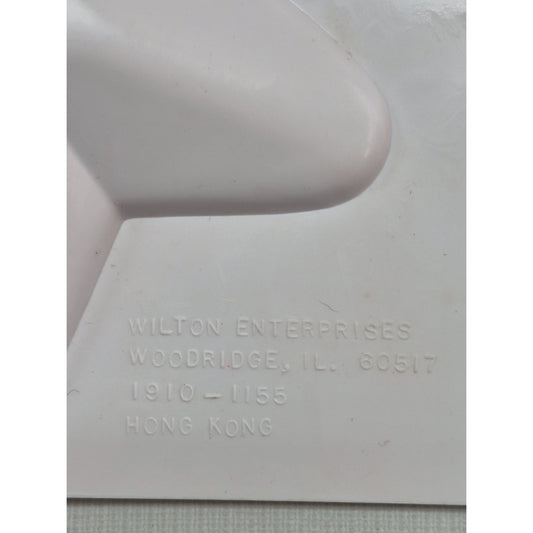 WILTON ENTERPRISES
WOODRIDGE, IL. 60517
1910-1155
HONG KONG